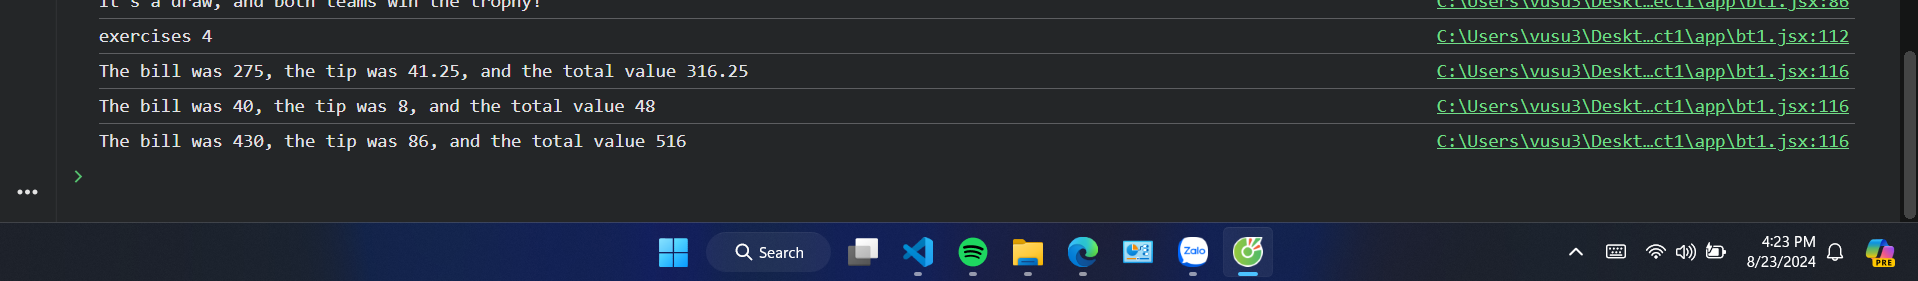 It's a draw, and both teams win the trophy! C:\Users\vusu3\Deskt…ect1\app\bt1.jsx:86
exercises 4 C:\Users\vusu3\Deskt…ct1\app\bt1.jsx:112
The bill was 275, the tip was 41.25, and the total value 316.25 C:\Users\vusu3\Deskt…ct1\app\bt1.jsx:116
The bill was 40, the tip was 8, and the total value 48 C:\Users\vusu3\Deskt…ct1\app\bt1.jsx:116
The bill was 430, the tip was 86, and the total value 516 C:\Users\vusu3\Deskt…ct1\app\bt1.jsx:116
Search
Zalo
4:23 PM
8/23/2024
PRE